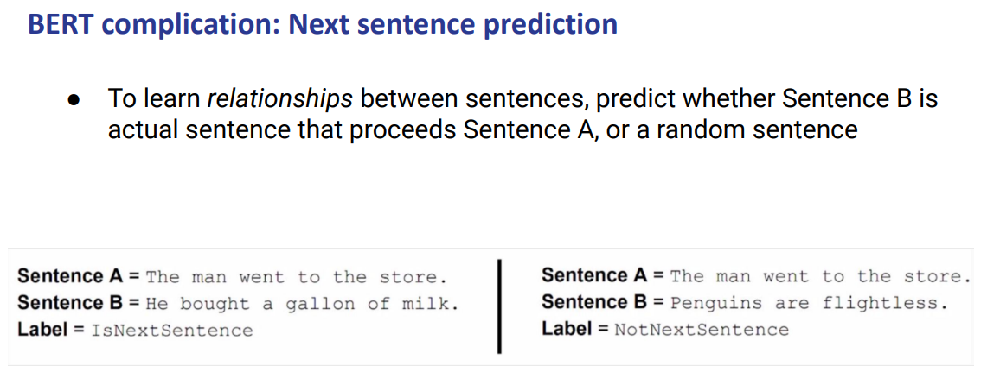 BERT complication: Next sentence prediction
● To learn relationships between sentences, predict whether Sentence B is
actual sentence that proceeds Sentence A, or a random sentence
Sentence A = The man went to the store.
Sentence B = He bought a gallon of milk.
Label = IsNextSentence
Sentence A = The man went to the store.
Sentence B = Penguins are flightless.
Label = NotNextSentence